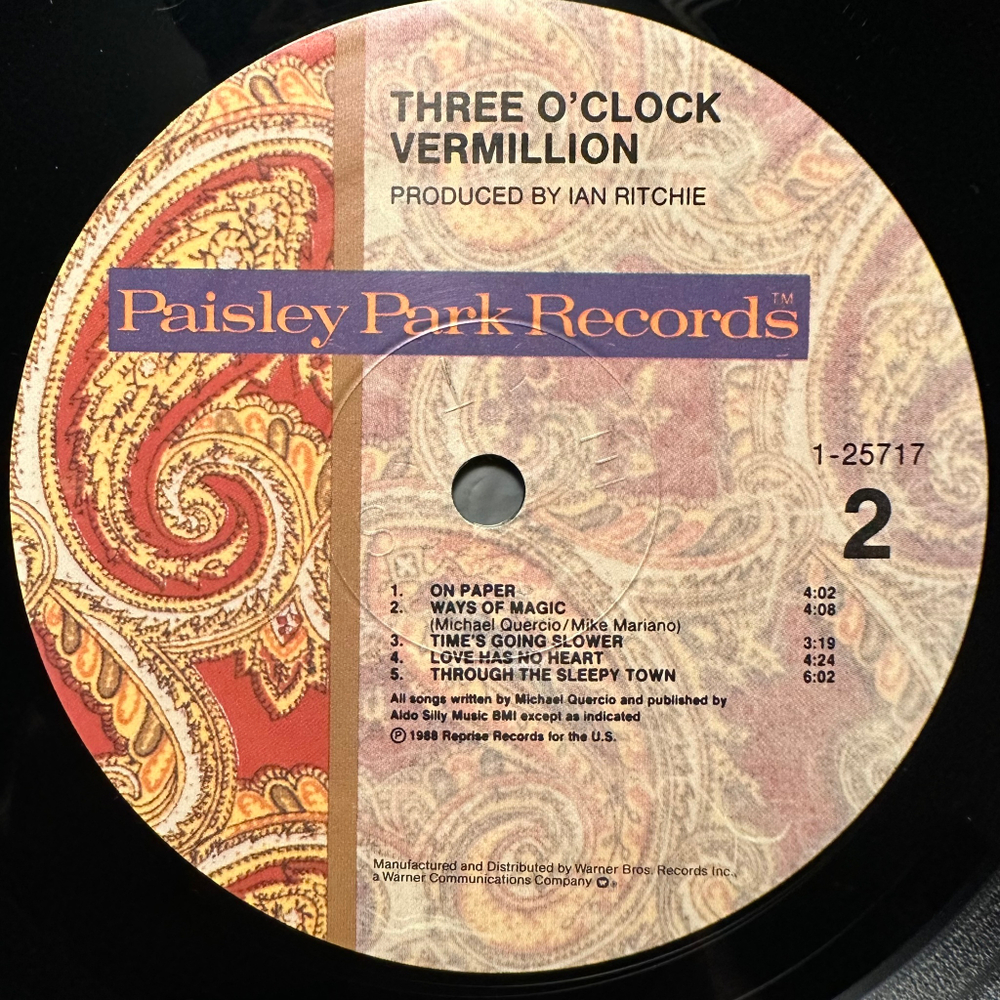 THREE O'CLOCK
VERMILLION
PRODUCED BY IAN RITCHIE
Paisley Park Records™
1-25717
2
1. ON PAPER 4:02
2. WAYS OF MAGIC 4:08
(Michael Quercio/Mike Mariano)
3. TIME'S GOING SLOWER 3:19
4. LOVE HAS NO HEART 4:24
5. THROUGH THE SLEEPY TOWN 6:02
All songs written by Michael Quercio and published by
Aldo Silly Music BMI except as indicated
℗ 1988 Reprise Records for the U.S.
Manufactured and Distributed by Warner Bros. Records Inc.,
a Warner Communications Company